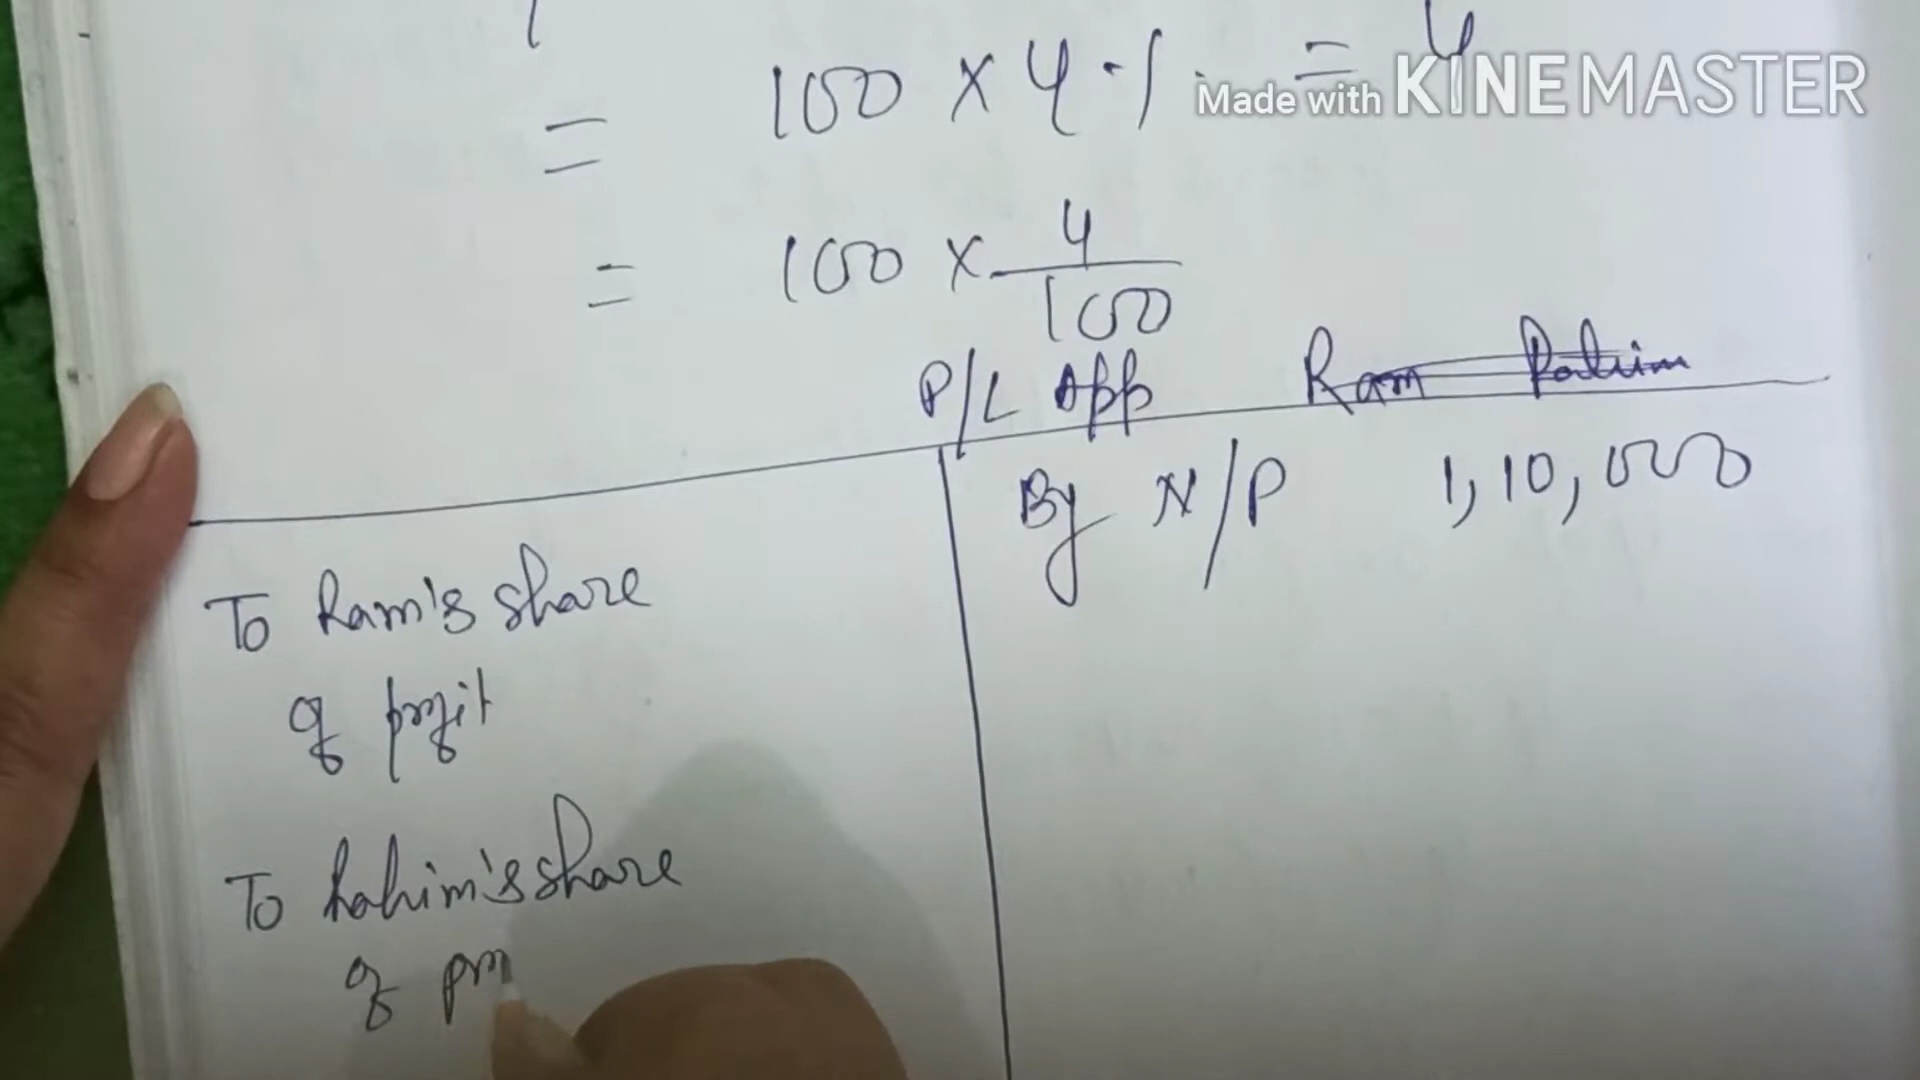 = 100 × 4 % = 4
Made with KINEMASTER
= 100 × 4/100
P/L App Ram Rahim
By N/P 1,10,000
To Ram's share
of profit
To Rahim's share
of pro